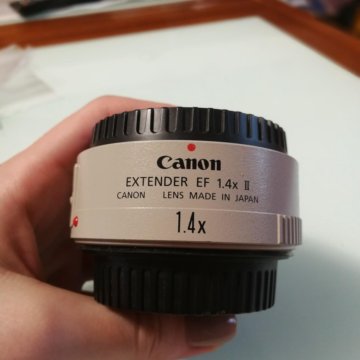 Canon
EXTENDER EF 1.4x II
CANON LENS MADE IN JAPAN
1.4x